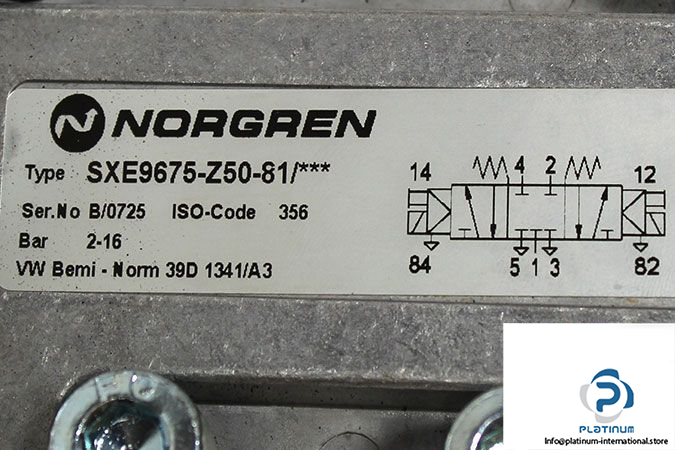 NORGREN
Type SXE9675-Z50-81/***
Ser.No B/0725 ISO-Code 356
Bar 2-16
VW Bemi - Norm 39D 1341/A3
14 4 2 12
84 5 1 3 82
PLATINUM
Info@platinum-international.store